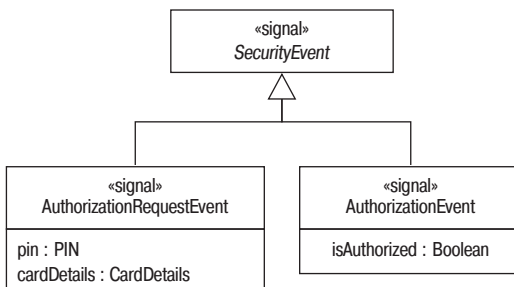 «signal»
SecurityEvent
«signal»
AuthorizationRequestEvent
pin : PIN
cardDetails : CardDetails
«signal»
AuthorizationEvent
isAuthorized : Boolean